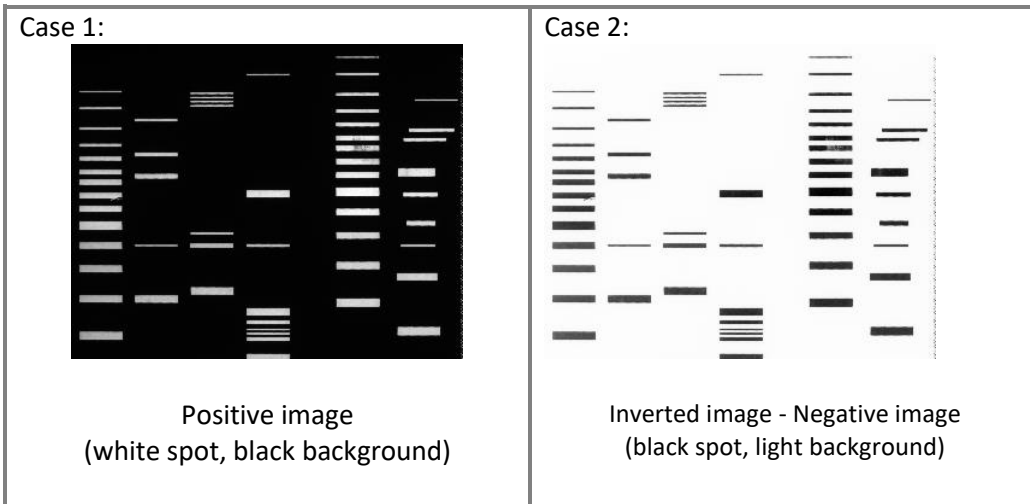 Case 1:
Positive image
(white spot, black background)
Case 2:
Inverted image - Negative image
(black spot, light background)